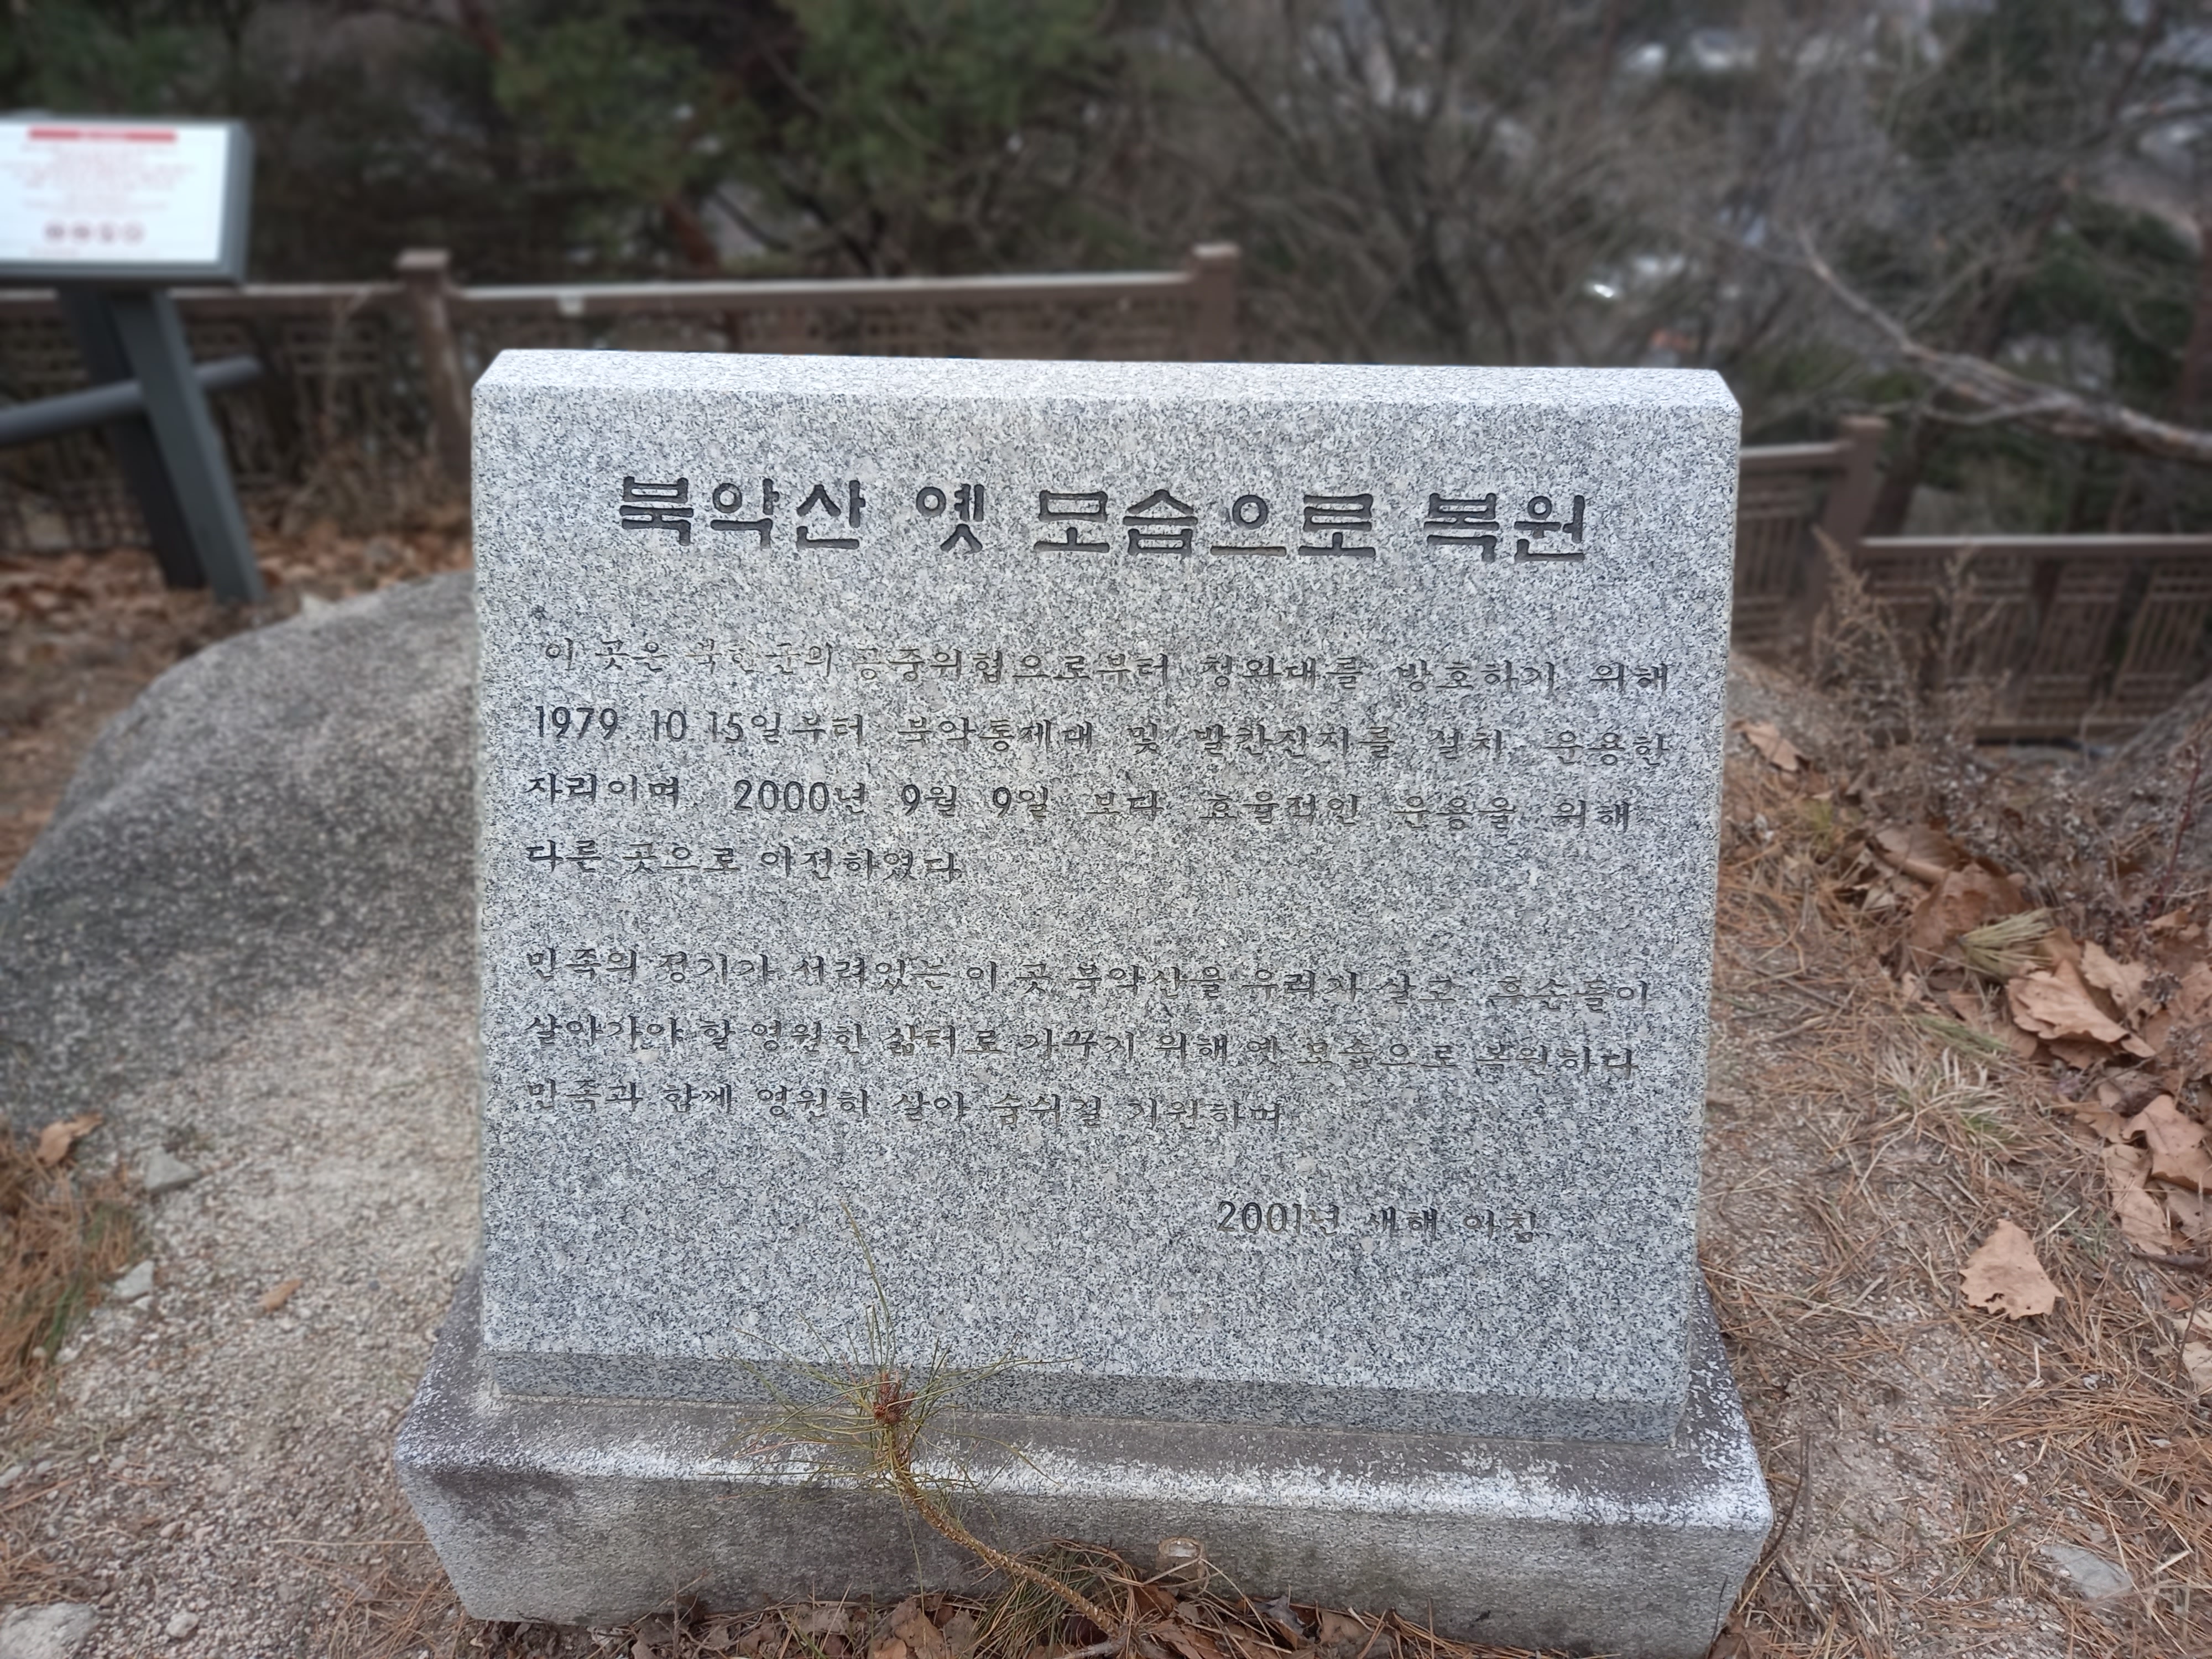 북악산 옛 모습으로 복원
이 곳은 북한군의 공중위협으로부터 청와대를 방호하기 위해
1979 10 15일부터 북악통제대 및 발칸진지를 설치 운용한
자리이며 2000년 9월 9일 보다 효율적인 운용을 위해
다른 곳으로 이전하였다
민족의 정기가 서려있는 이 곳 북악산을 우리가 살고 후손들이
살아가야 할 영원한 삶터로 가꾸기 위해 옛 모습으로 복원하다
민족과 함께 영원히 살아 숨쉬길 기원하며
2001년 새해 아침